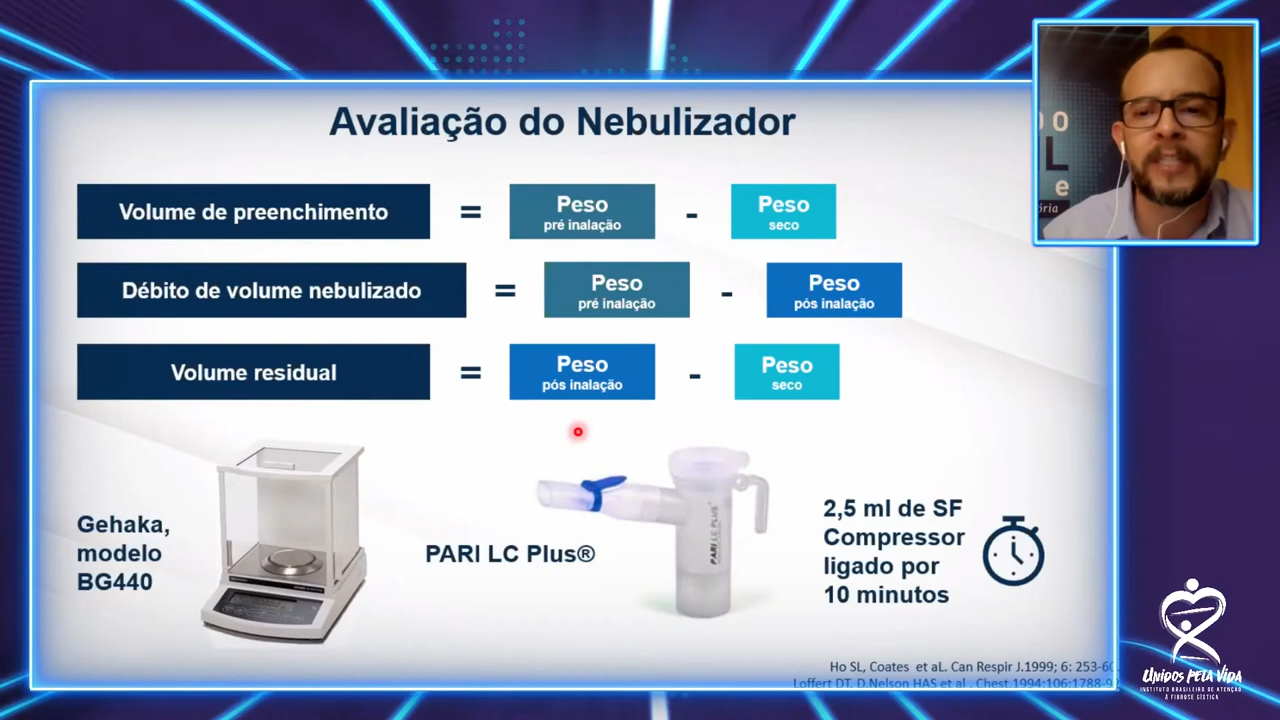 Avaliação do Nebulizador
Volume de preenchimento = Peso pré inalação - Peso seco
Débito de volume nebulizado = Peso pré inalação - Peso pós inalação
Volume residual = Peso pós inalação - Peso seco
Gehaka,
modelo
BG440
PARI LC Plus®
PARI LC PLUS
2,5 ml de SF
Compressor
ligado por
10 minutos
Ho SL, Coates et aL. Can Respir J.1999; 6: 253-60
Loffert DT, D.Nelson HAS et al . Chest.1994;106:1788-92
L
e
ória
UNIDOS PELA VIDA
INSTITUTO BRASILEIRO DE ATENÇÃO
À FIBROSE CÍSTICA